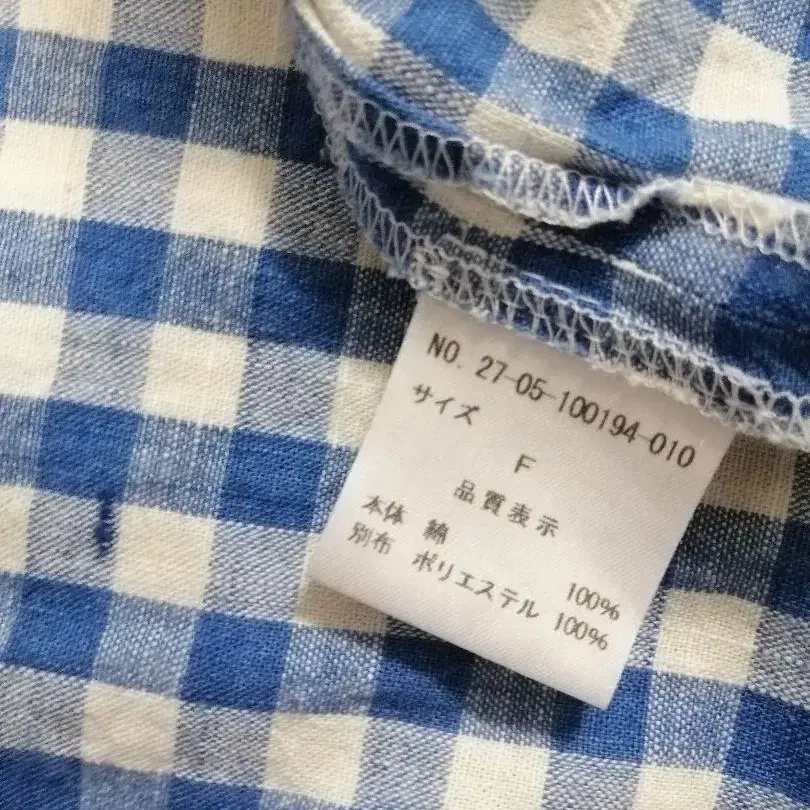 NO. 27-05-100194-010
サイズ
F
品質表示
本体 綿 100%
別布 ポリエステル 100%